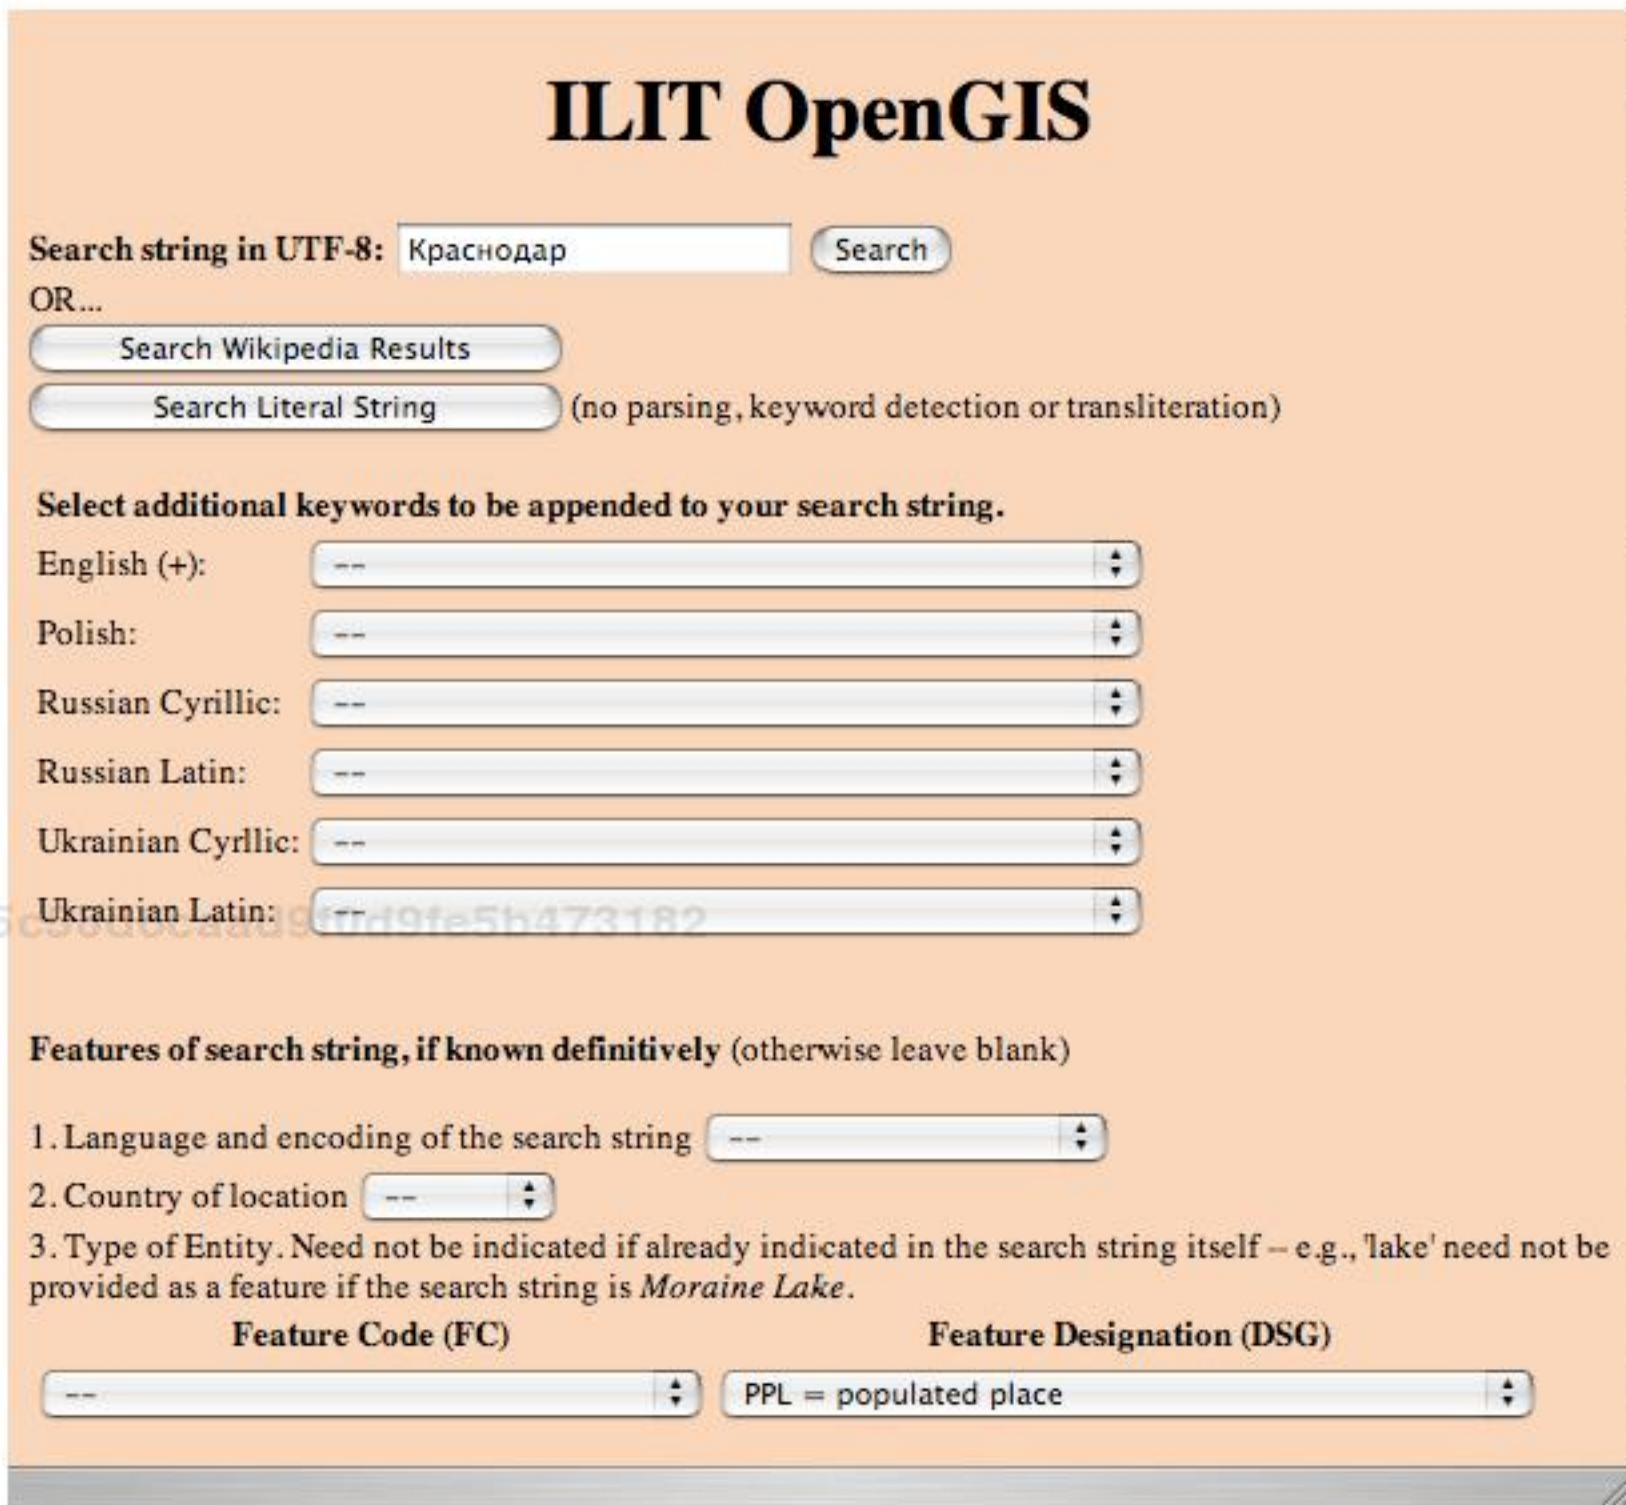 ILIT OpenGIS
Search string in UTF-8: Краснодар Search
OR...
Search Wikipedia Results
Search Literal String (no parsing, keyword detection or transliteration)
Select additional keywords to be appended to your search string.
English (+): --
Polish: --
Russian Cyrillic: --
Russian Latin: --
Ukrainian Cyrllic: --
Ukrainian Latin: --
Features of search string, if known definitively (otherwise leave blank)
1. Language and encoding of the search string --
2. Country of location --
3. Type of Entity. Need not be indicated if already indicated in the search string itself – e.g., 'lake' need not be
provided as a feature if the search string is Moraine Lake.
Feature Code (FC) Feature Designation (DSG)
-- PPL = populated place